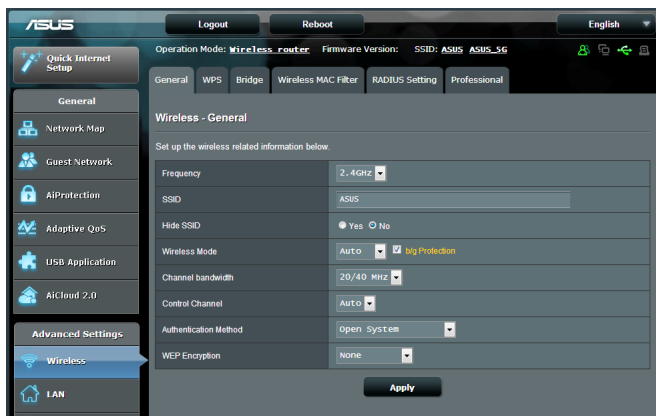 ASUS
Logout Reboot English
Operation Mode: Wireless router Firmware Version: SSID: ASUS ASUS_5G
Quick Internet Setup
General WPS Bridge Wireless MAC Filter RADIUS Setting Professional
General
Network Map
Guest Network
AiProtection
Adaptive QoS
USB Application
AiCloud 2.0
Advanced Settings
Wireless
LAN
Wireless - General
Set up the wireless related information below.
Frequency 2.4GHz
SSID ASUS
Hide SSID Yes No
Wireless Mode Auto b/g Protection
Channel bandwidth 20/40 MHz
Control Channel Auto
Authentication Method Open System
WEP Encryption None
Apply